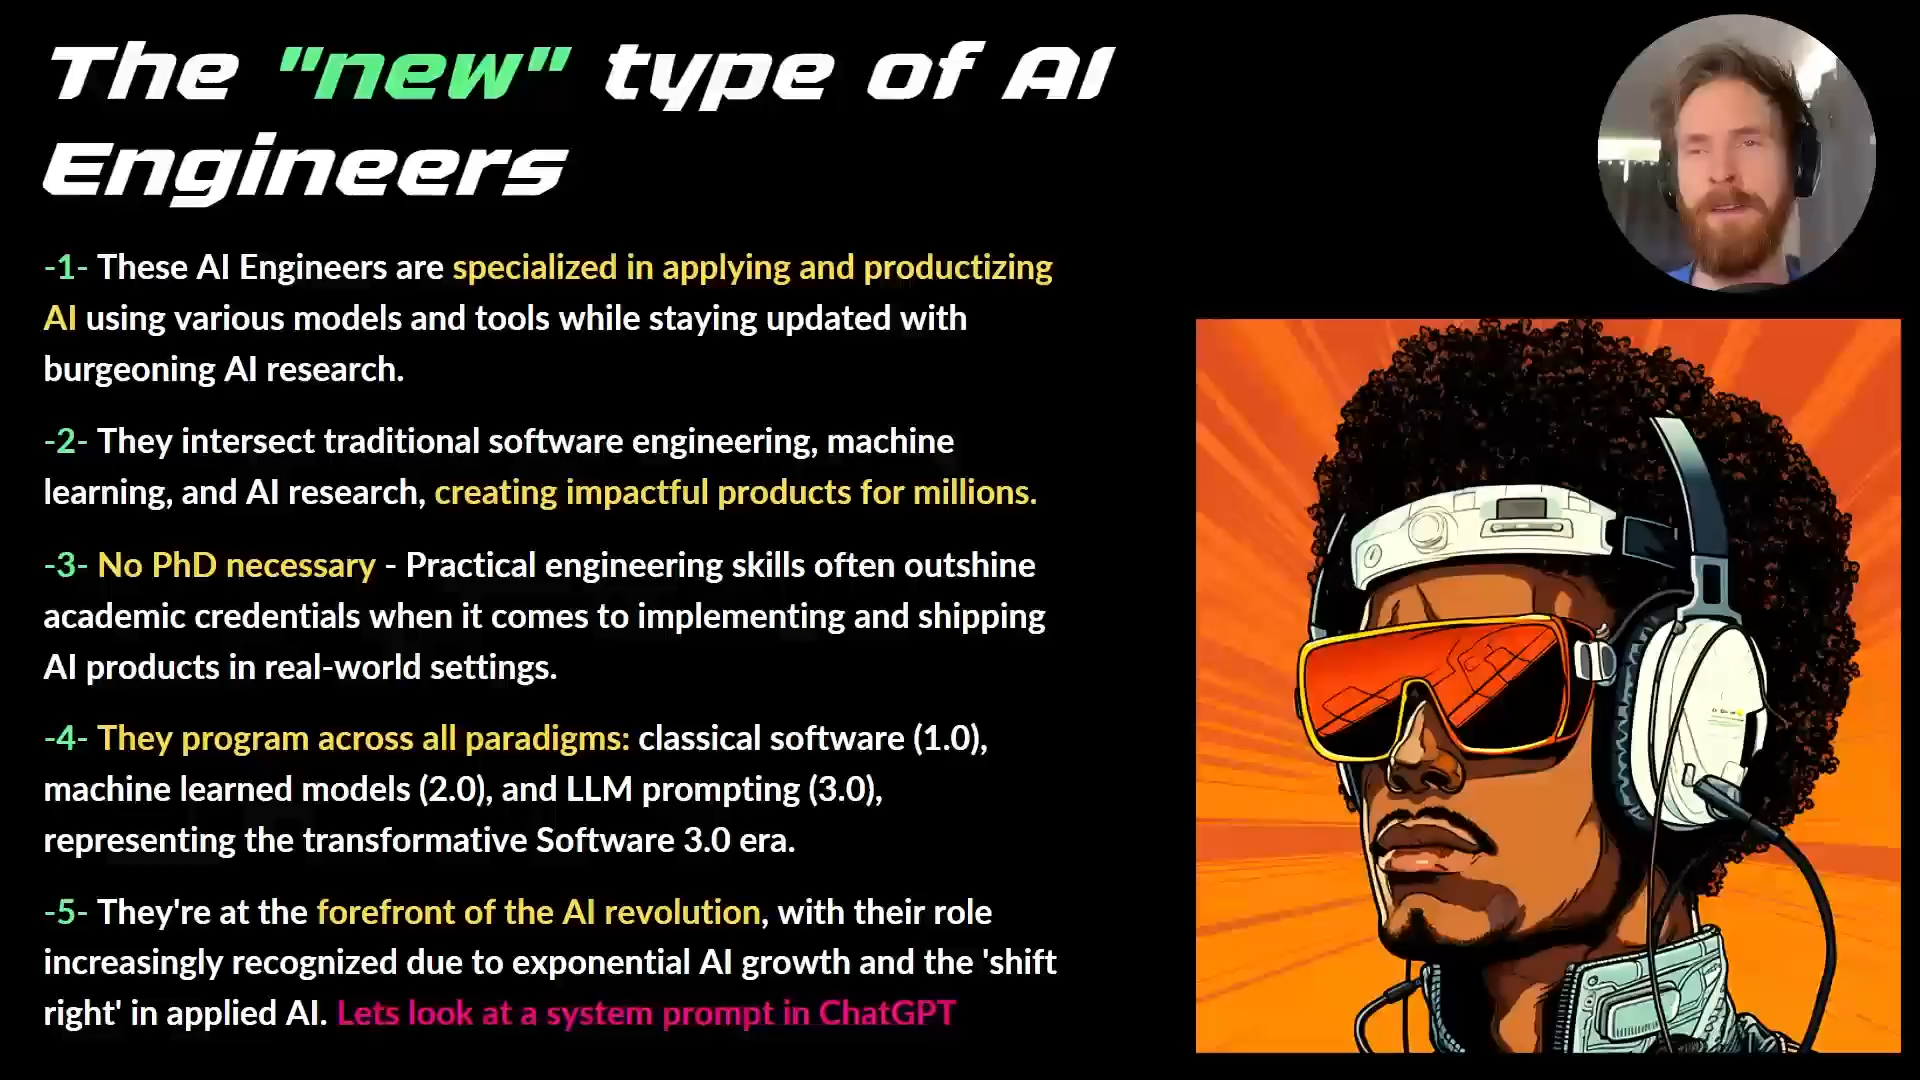 The "new" type of AI
Engineers
-1- These AI Engineers are specialized in applying and productizing
AI using various models and tools while staying updated with
burgeoning AI research.
-2- They intersect traditional software engineering, machine
learning, and AI research, creating impactful products for millions.
-3- No PhD necessary - Practical engineering skills often outshine
academic credentials when it comes to implementing and shipping
AI products in real-world settings.
-4- They program across all paradigms: classical software (1.0),
machine learned models (2.0), and LLM prompting (3.0),
representing the transformative Software 3.0 era.
-5- They're at the forefront of the AI revolution, with their role
increasingly recognized due to exponential AI growth and the 'shift
right' in applied AI. Lets look at a system prompt in ChatGPT